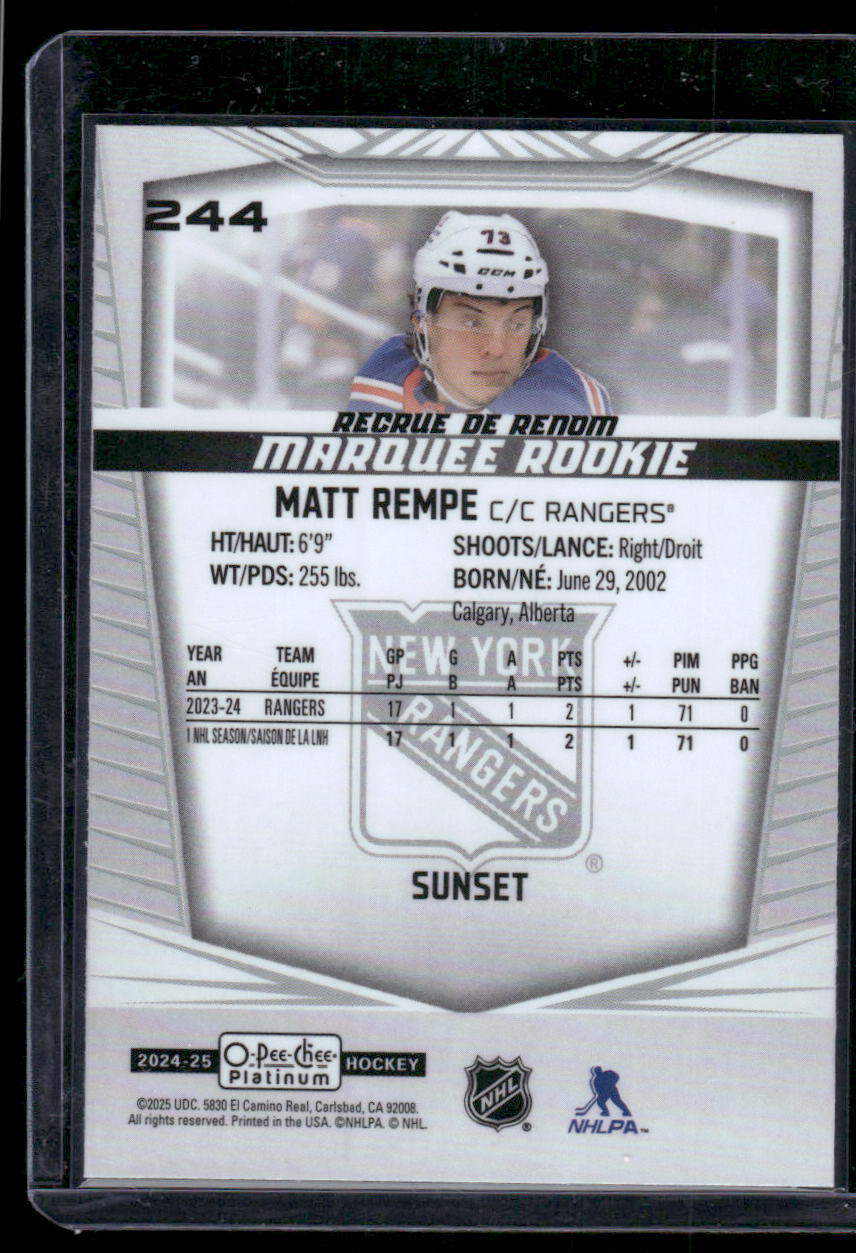 244
73
CCM
RECRUE DE RENOM
MARQUEE ROOKIE
MATT REMPE C/C RANGERS®
HT/HAUT: 6'9" SHOOTS/LANCE: Right/Droit
WT/PDS: 255 lbs. BORN/NÉ: June 29, 2002
Calgary, Alberta
NEW YORK
RANGERS
®
YEAR TEAM GP G A PTS +/- PIM PPG
AN ÉQUIPE PJ B A PTS +/- PUN BAN
2023-24 RANGERS 17 1 1 2 1 71 0
1 NHL SEASON/SAISON DE LA LNH 17 1 1 2 1 71 0
SUNSET
2024-25 O-Pee-Chee® Platinum HOCKEY
©2025 UDC. 5830 El Camino Real, Carlsbad, CA 92008.
All rights reserved. Printed in the USA. ©NHLPA. © NHL.
NHL®
NHLPA™